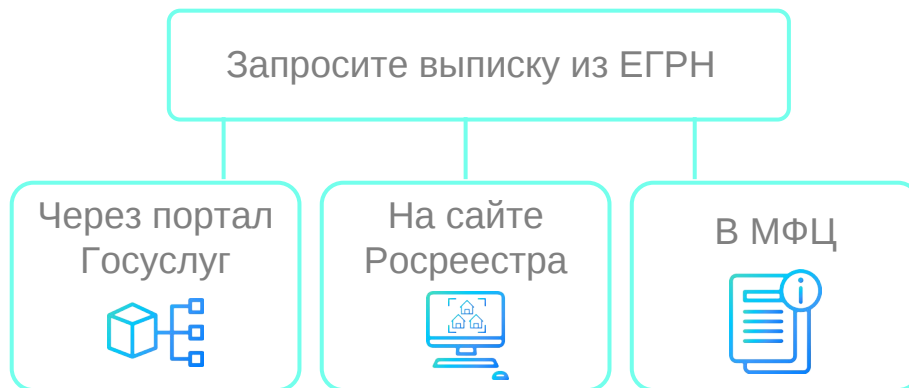 Запросите выписку из ЕГРН
Через портал
Госуслуг
На сайте
Росреестра
В МФЦ